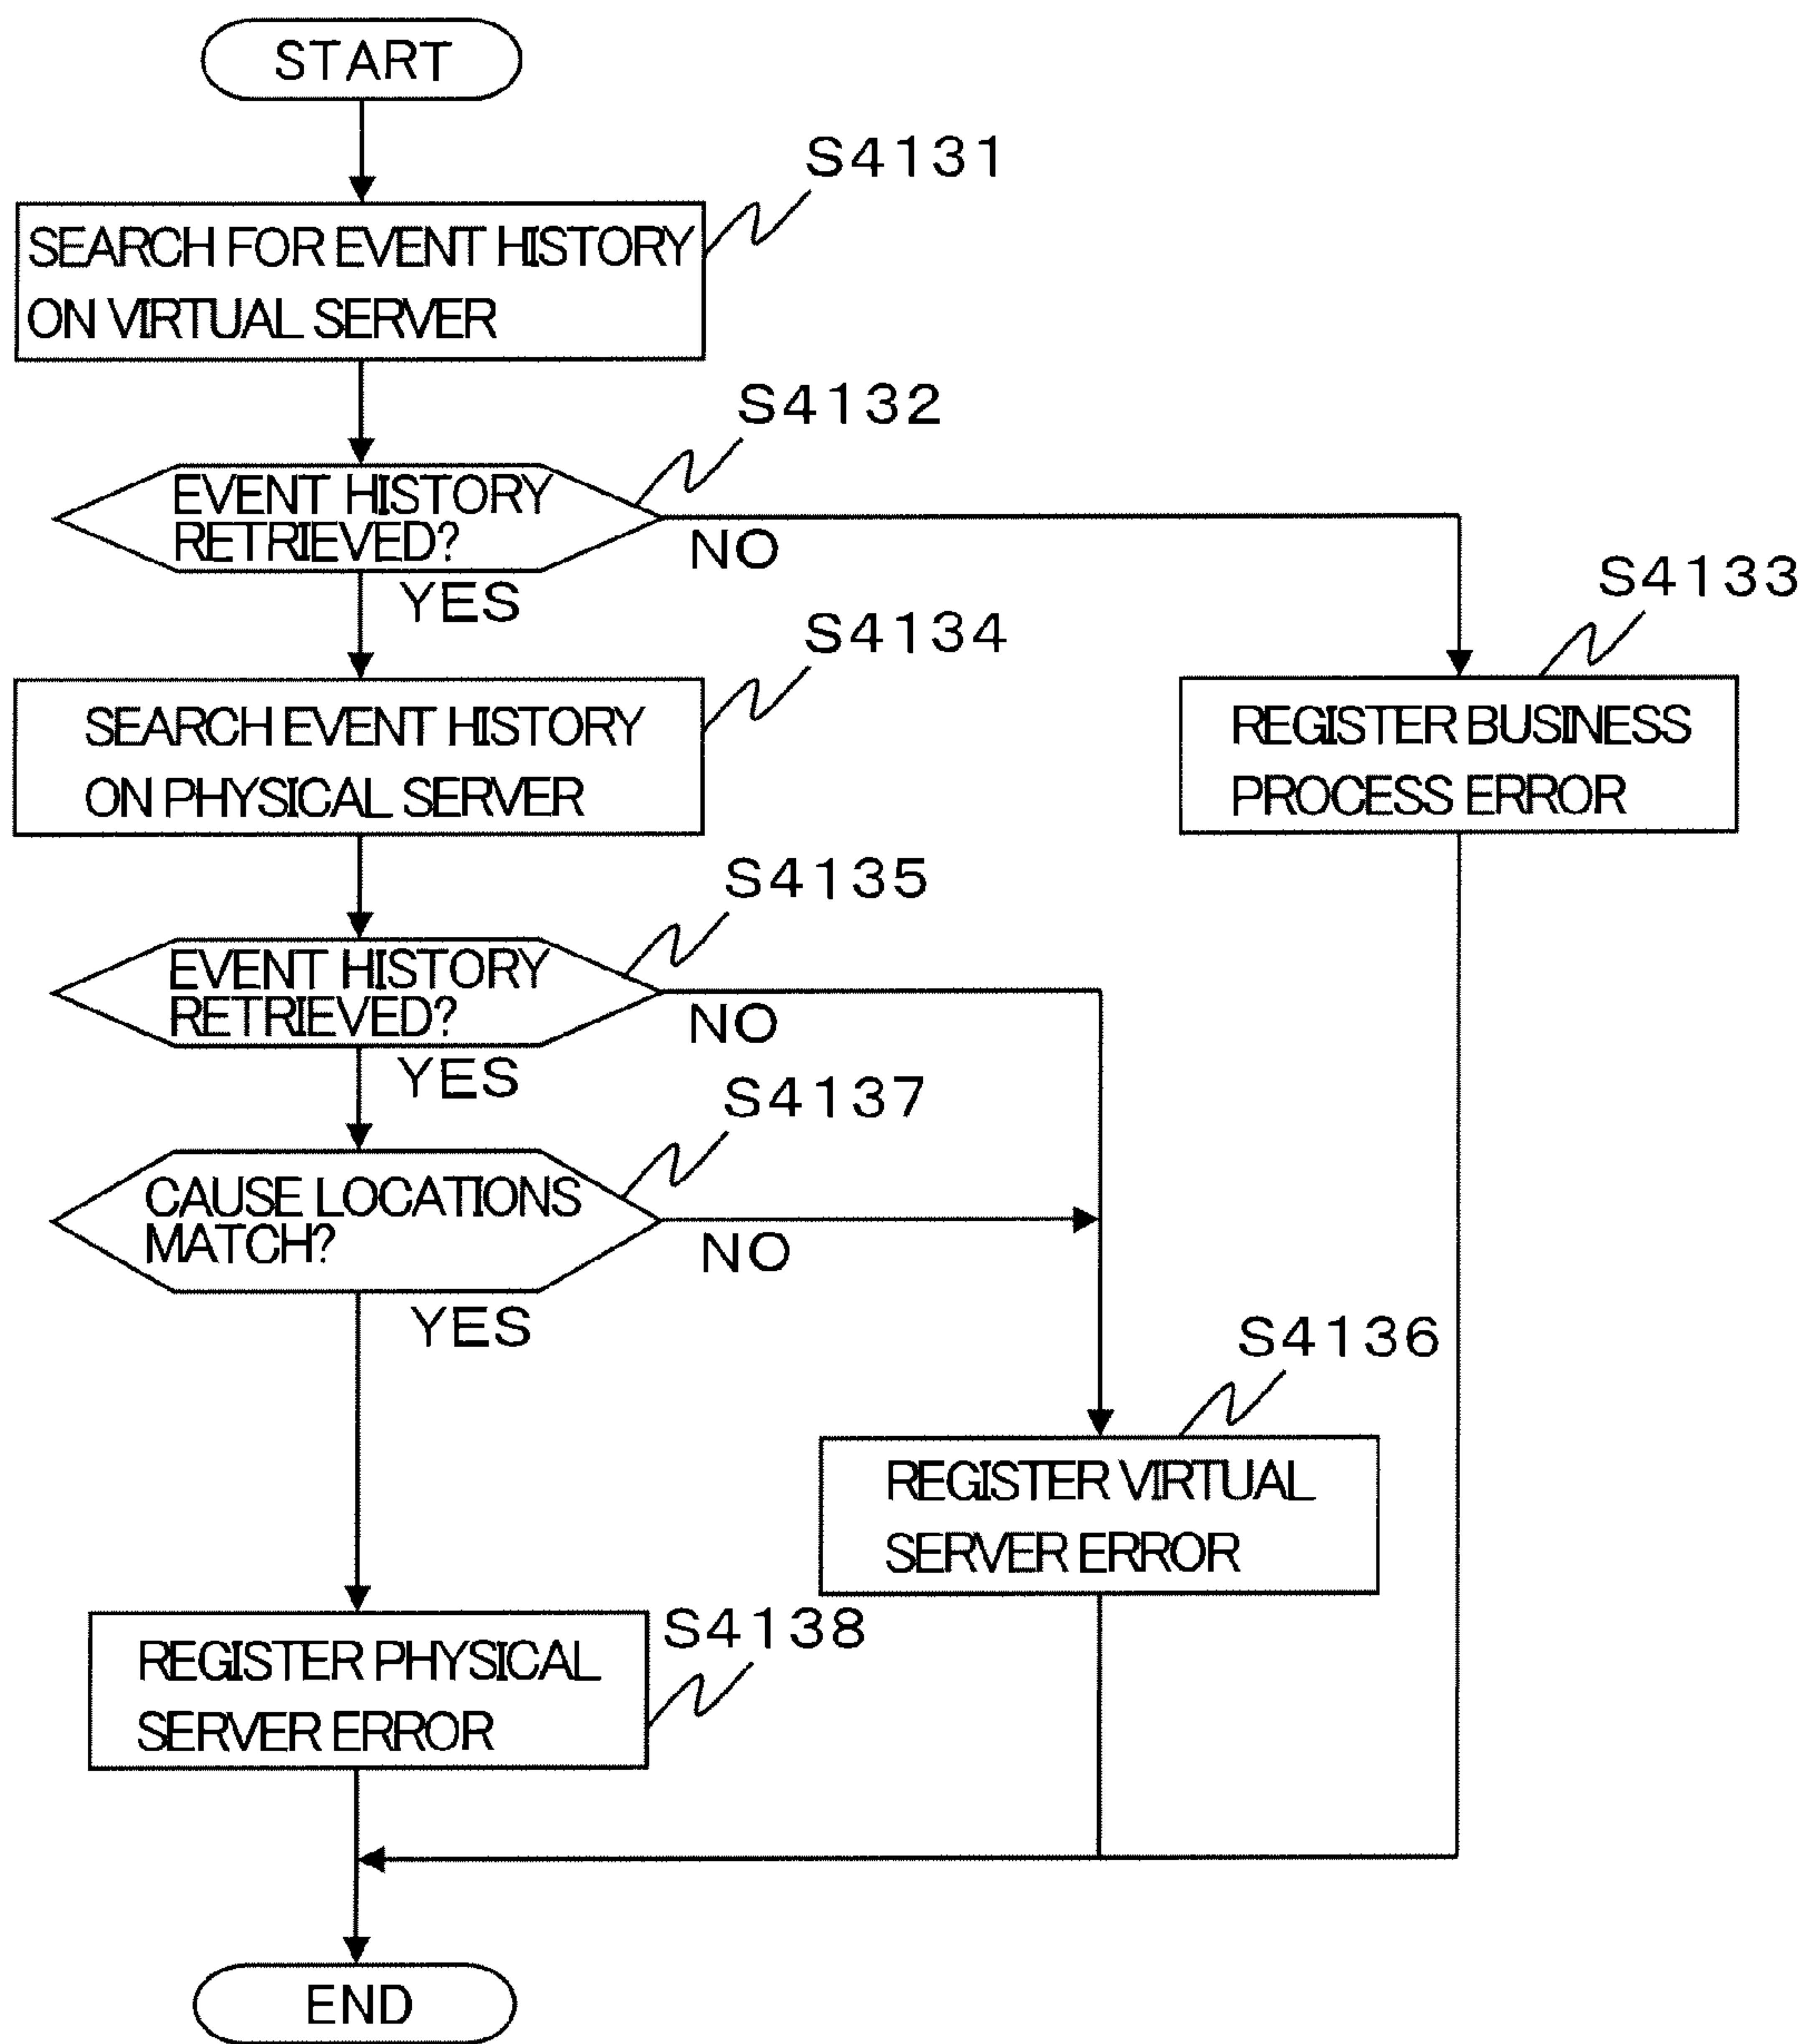 START
S4131
SEARCH FOR EVENT HISTORY
ON VIRTUAL SERVER
S4132
EVENT HISTORY
RETRIEVED?
NO
YES
S4133
S4134
SEARCH EVENT HISTORY
ON PHYSICAL SERVER
REGISTER BUSINESS
PROCESS ERROR
S4135
EVENT HISTORY
RETRIEVED?
NO
YES
S4137
CAUSE LOCATIONS
MATCH?
NO
YES
S4136
REGISTER VIRTUAL
SERVER ERROR
S4138
REGISTER PHYSICAL
SERVER ERROR
END